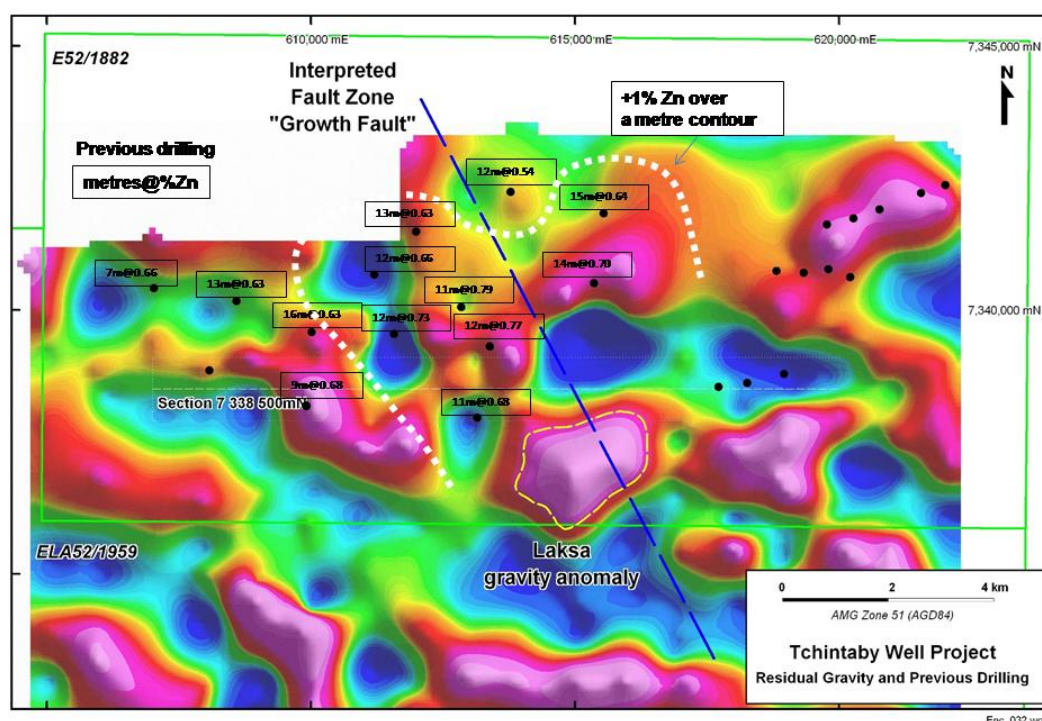 610,000 mE
615,000 mE
620,000 mE
E52/1882
7,345,000 mN
Interpreted
Fault Zone
"Growth Fault"
N
+1% Zn over
a metre contour
Previous drilling
metres@%Zn
12m@0.54
15m@0.64
13m@0.63
12m@0.66
14m@0.70
7m@0.66
13m@0.63
11m@0.79
16m@0.63
12m@0.73
12m@0.77
7,340,000 mN
9m@0.68
11m@0.68
Section 7 338 500mN
ELA52/1959
Laksa
gravity anomaly
0 2 4 km
AMG Zone 51 (AGD84)
Tchintaby Well Project
Residual Gravity and Previous Drilling